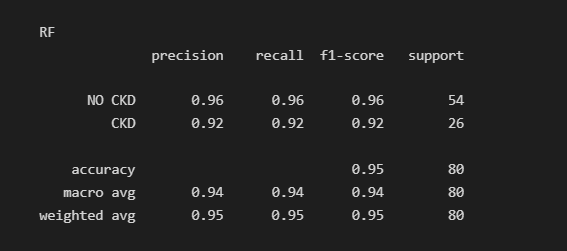 RF
precision recall f1-score support
NO CKD 0.96 0.96 0.96 54
CKD 0.92 0.92 0.92 26
accuracy 0.95 80
macro avg 0.94 0.94 0.94 80
weighted avg 0.95 0.95 0.95 80